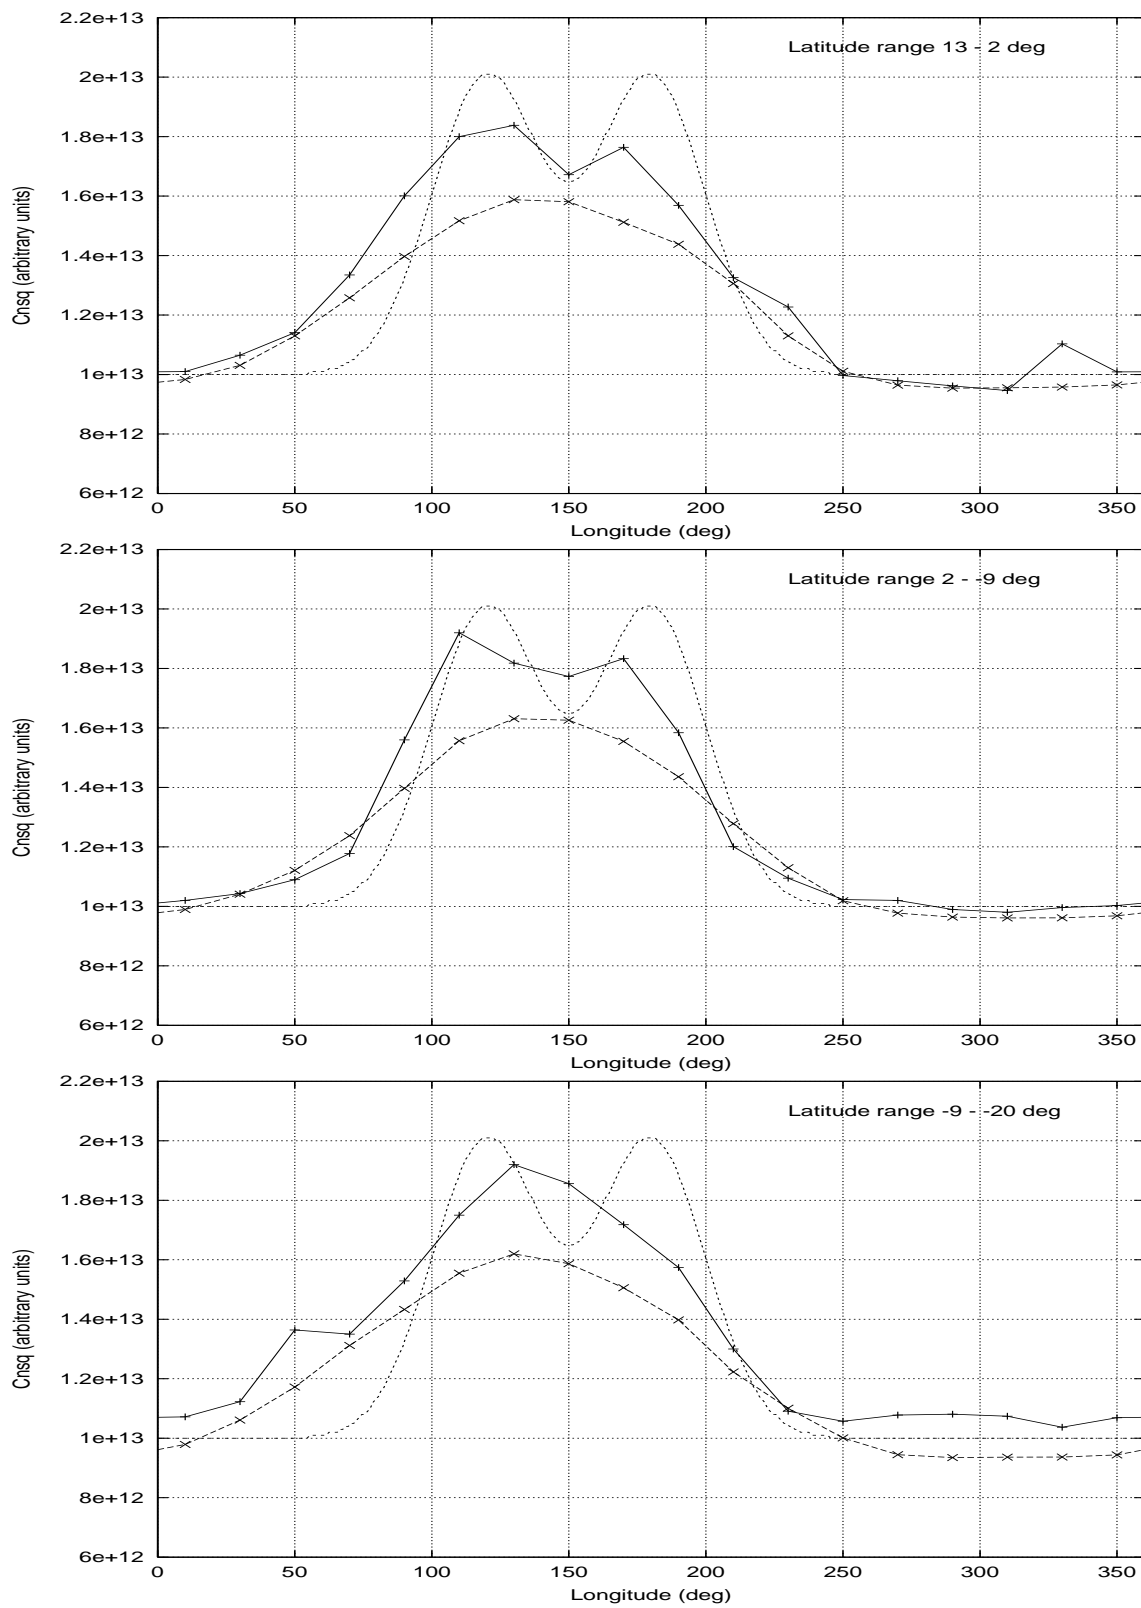 2.2e+13
Latitude range 13 - 2 deg
2e+13
1.8e+13
1.6e+13
1.4e+13
1.2e+13
1e+13
8e+12
6e+12
Cnsq (arbitrary units)
0 50 100 150 200 250 300 350
Longitude (deg)
2.2e+13
Latitude range 2 - -9 deg
2e+13
1.8e+13
1.6e+13
1.4e+13
1.2e+13
1e+13
8e+12
6e+12
Cnsq (arbitrary units)
0 50 100 150 200 250 300 350
Longitude (deg)
2.2e+13
Latitude range -9 - -20 deg
2e+13
1.8e+13
1.6e+13
1.4e+13
1.2e+13
1e+13
8e+12
6e+12
Cnsq (arbitrary units)
0 50 100 150 200 250 300 350
Longitude (deg)